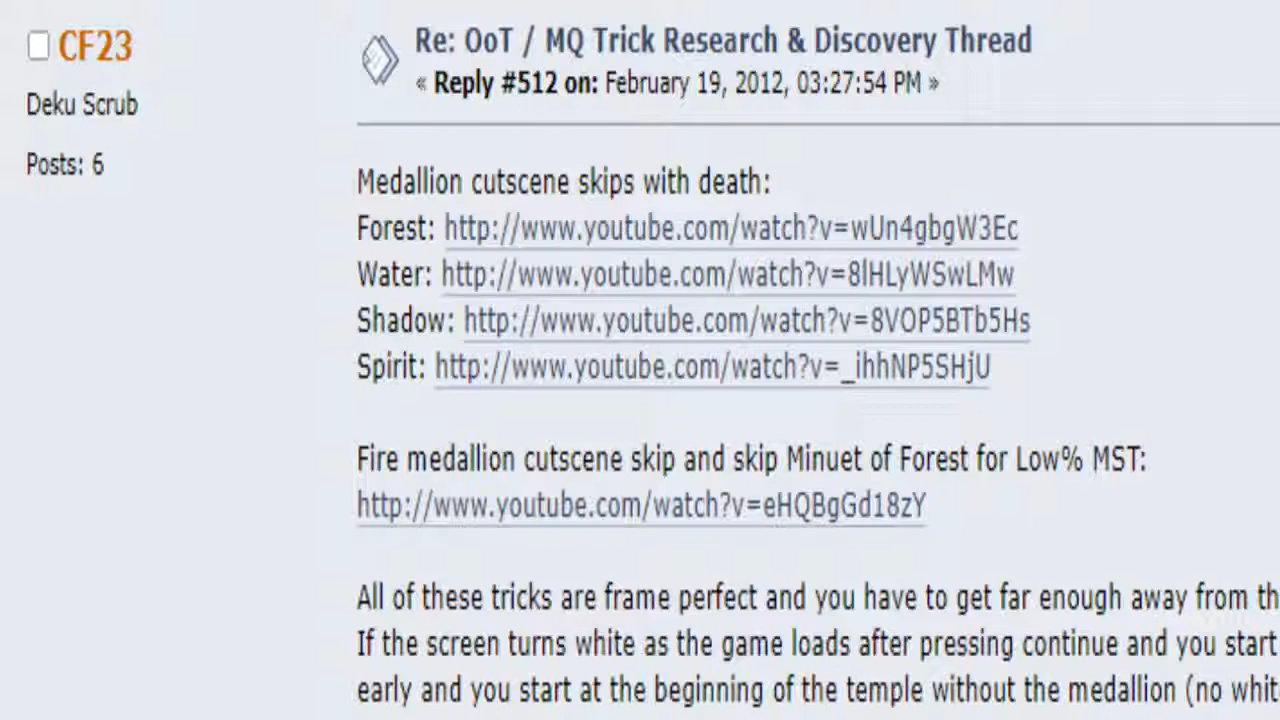 CF23
Deku Scrub
Posts: 6
Re: OoT / MQ Trick Research & Discovery Thread
« Reply #512 on: February 19, 2012, 03:27:54 PM »
Medallion cutscene skips with death:
Forest: http://www.youtube.com/watch?v=wUn4gbgW3Ec
Water: http://www.youtube.com/watch?v=8lHLyWSwLMw
Shadow: http://www.youtube.com/watch?v=8VOP5BTb5Hs
Spirit: http://www.youtube.com/watch?v=_ihhNP5SHjU
Fire medallion cutscene skip and skip Minuet of Forest for Low% MST:
http://www.youtube.com/watch?v=eHQBgGd18zY
All of these tricks are frame perfect and you have to get far enough away from th
If the screen turns white as the game loads after pressing continue and you start
early and you start at the beginning of the temple without the medallion (no whit